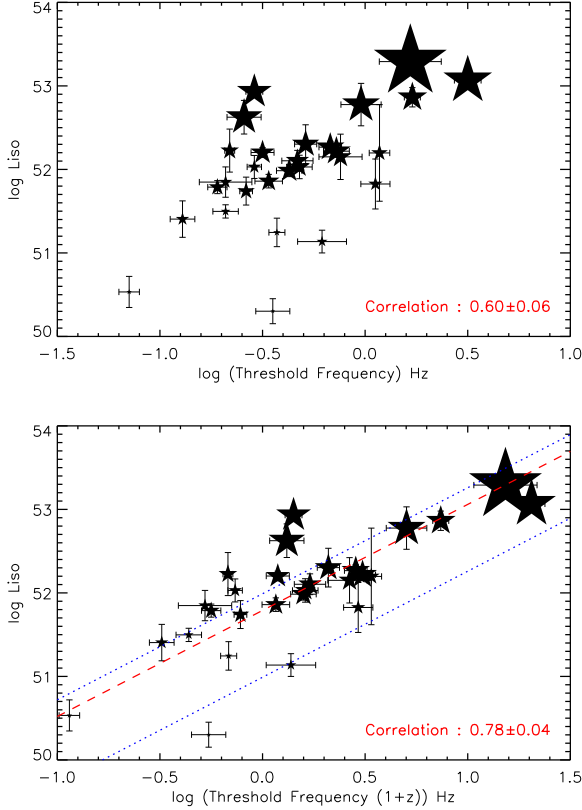 54
53
52
51
50
log Liso
Correlation : 0.60±0.06
-1.5 -1.0 -0.5 0.0 0.5 1.0
log (Threshold Frequency) Hz
54
53
52
51
50
log Liso
Correlation : 0.78±0.04
-1.0 -0.5 0.0 0.5 1.0 1.5
log (Threshold Frequency (1+z)) Hz